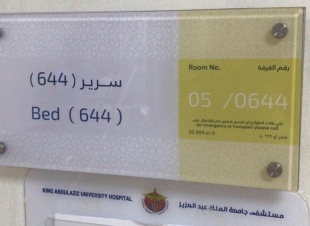 سرير (644)
Bed (644)
Room No. رقم الغرفة
05 /0644
for Emergency or Complaint please call
KING ABDULAZIZ UNIVERSITY HOSPITAL
مستشفى جامعة الملك عبد العزيز